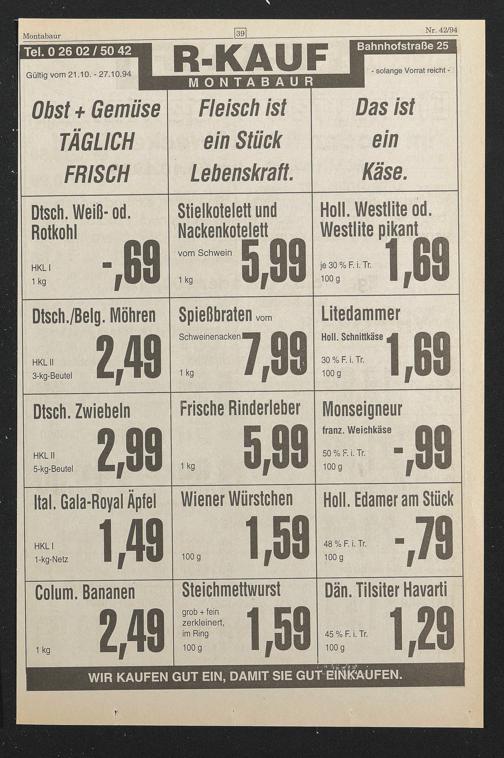 Montabaur
39
Nr. 42/94
Tel. 0 26 02 / 50 42
Bahnhofstraße 25
R-KAUF
MONTABAUR
Gültig vom 21.10. - 27.10.94
- solange Vorrat reicht -
Obst + Gemüse
TÄGLICH
FRISCH
Fleisch ist
ein Stück
Lebenskraft.
Das ist
ein
Käse.
Dtsch. Weiß- od.
Rotkohl
HKL I
1 kg
-,69
Stielkotelett und
Nackenkotelett
vom Schwein
1 kg
5,99
Holl. Westlite od.
Westlite pikant
je 30 % F. i. Tr.
100 g
1,69
Dtsch./Belg. Möhren
HKL II
3-kg-Beutel
2,49
Spießbraten vom
Schweinenacken
1 kg
7,99
Litedammer
Holl. Schnittkäse
30 % F. i. Tr.
100 g
1,69
Dtsch. Zwiebeln
HKL II
5-kg-Beutel
2,99
Frische Rinderleber
1 kg
5,99
Monseigneur
franz. Weichkäse
50 % F. i. Tr.
100 g
-,99
Ital. Gala-Royal Äpfel
HKL I
1-kg-Netz
1,49
Wiener Würstchen
100 g
1,59
Holl. Edamer am Stück
48 % F. i. Tr.
100 g
-,79
Colum. Bananen
1 kg
2,49
Steichmettwurst
grob + fein
zerkleinert,
im Ring
100 g
1,59
Dän. Tilsiter Havarti
45 % F. i. Tr.
100 g
1,29
WIR KAUFEN GUT EIN, DAMIT SIE GUT EINKAUFEN.